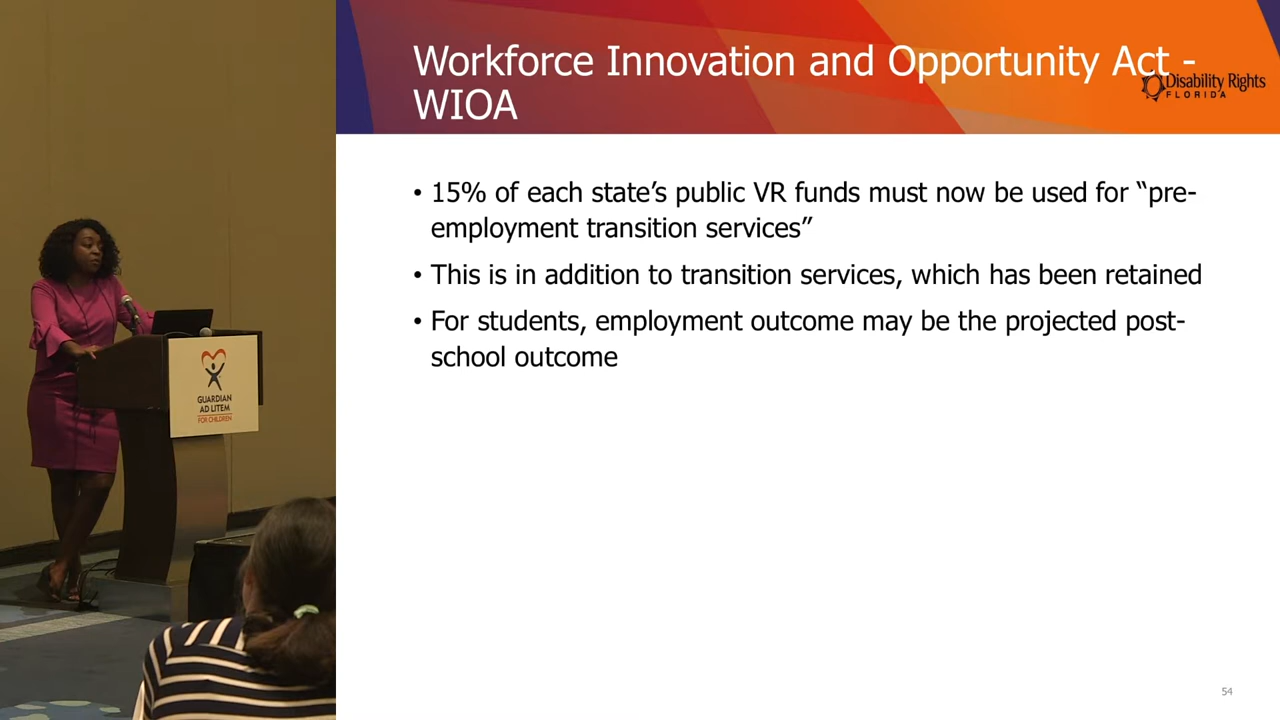 Workforce Innovation and Opportunity Act -
WIOA
Disability Rights
FLORIDA
• 15% of each state’s public VR funds must now be used for “pre-
employment transition services”
• This is in addition to transition services, which has been retained
• For students, employment outcome may be the projected post-
school outcome
GUARDIAN
AD LITEM
FOR CHILDREN
54